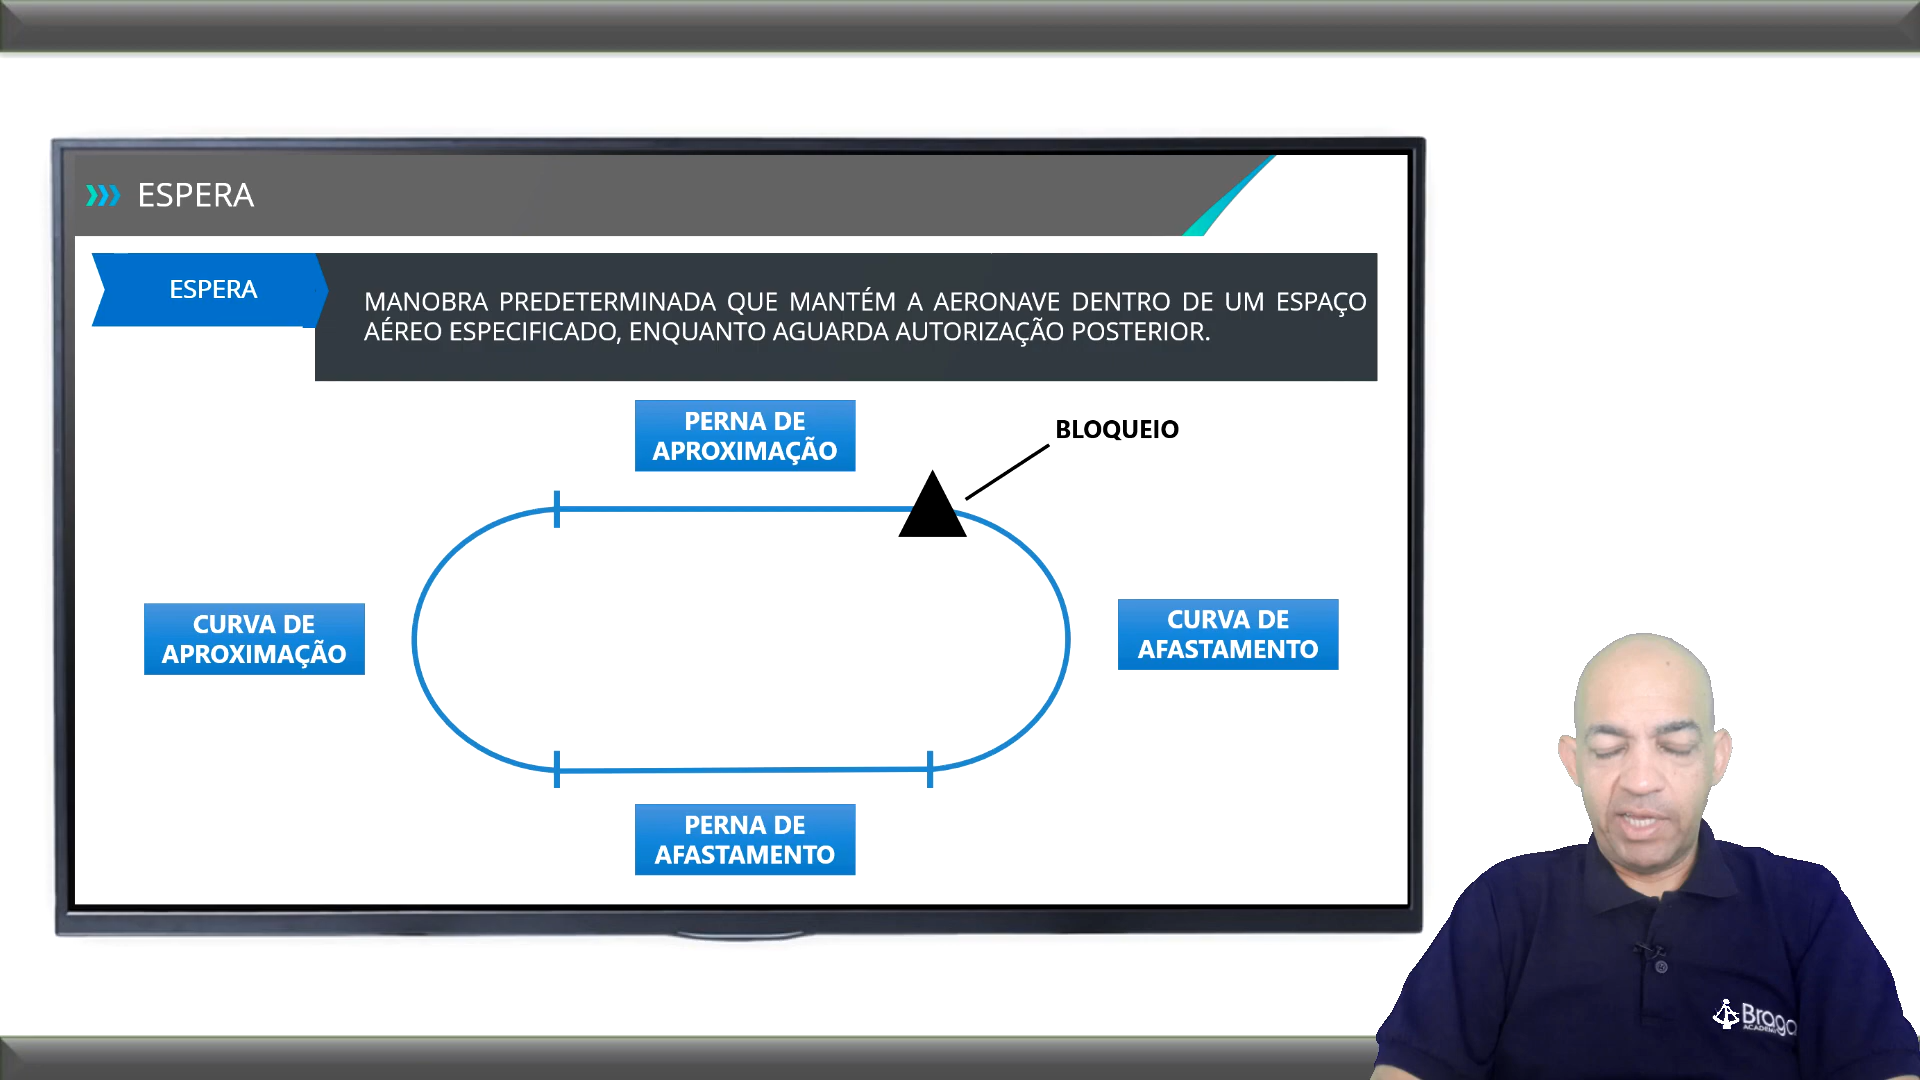 ESPERA
ESPERA
MANOBRA PREDETERMINADA QUE MANTÉM A AERONAVE DENTRO DE UM ESPAÇO
AÉREO ESPECIFICADO, ENQUANTO AGUARDA AUTORIZAÇÃO POSTERIOR.
PERNA DE
APROXIMAÇÃO
BLOQUEIO
CURVA DE
APROXIMAÇÃO
CURVA DE
AFASTAMENTO
PERNA DE
AFASTAMENTO
Braga
ACADEMY